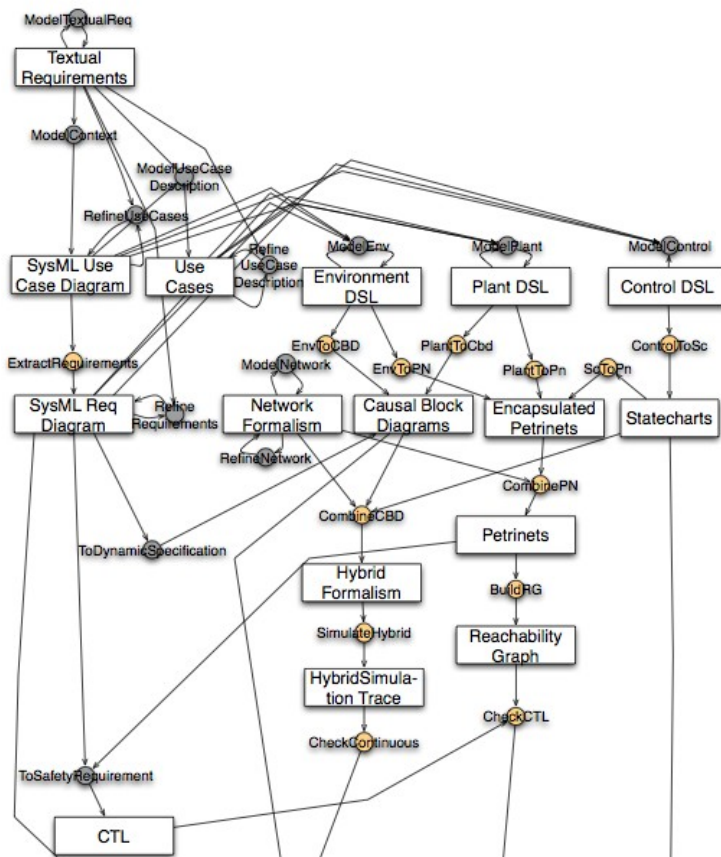 ModelTextualReq
Textual
Requirements
ModelContext
ModelUseCase
Description
RefineUseCases
SysML Use
Case Diagram
Use
Cases
Refine
UseCase
Description
ModelEnv
ModelPlant
ModalControl
Environment
DSL
Plant DSL
Control DSL
ExtractRequirements
EnvToCBD
PlantToCbd
ControlToSc
ModelNetwork
EnvToPN
PlantToPn
ScToPn
SysML Req
Diagram
Refine
Requirements
Network
Formalism
Causal Block
Diagrams
Encapsulated
Petrinets
Statecharts
RefineNetwork
CombinePN
CombineCBD
ToDynamicSpecification
Petrinets
Hybrid
Formalism
BuildRG
SimulateHybrid
Reachability
Graph
HybridSimula-
tion Trace
CheckCTL
CheckContinuous
ToSafetyRequirement
CTL